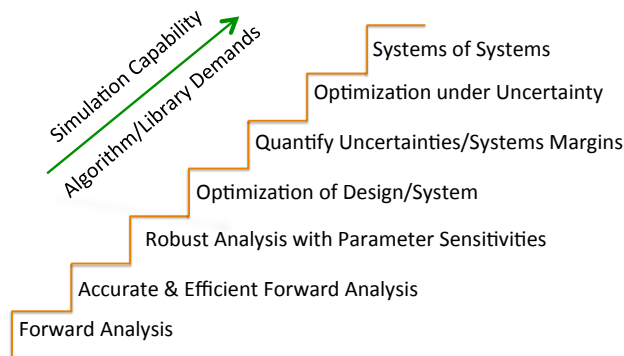 Simulation Capability
Algorithm/Library Demands
Systems of Systems
Optimization under Uncertainty
Quantify Uncertainties/Systems Margins
Optimization of Design/System
Robust Analysis with Parameter Sensitivities
Accurate & Efficient Forward Analysis
Forward Analysis